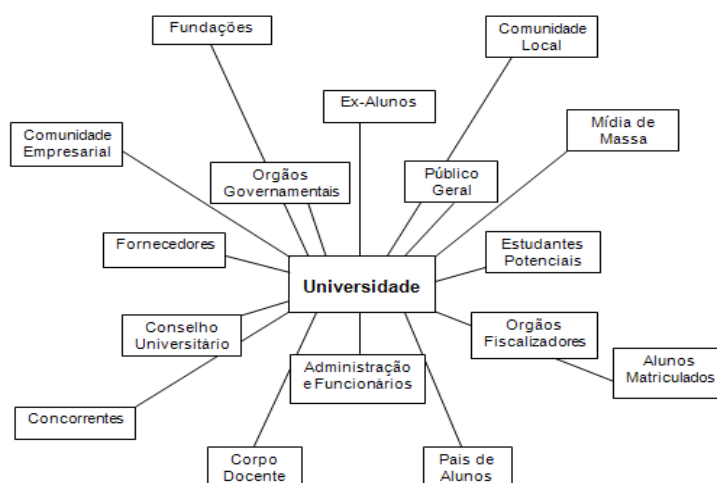 Fundações
Comunidade
Local
Ex-Alunos
Mídia de
Massa
Comunidade
Empresarial
Orgãos
Governamentais
Público
Geral
Fornecedores
Estudantes
Potenciais
Universidade
Conselho
Universitário
Orgãos
Fiscalizadores
Administração
e Funcionários
Alunos
Matriculados
Concorrentes
Corpo
Docente
Pais de
Alunos